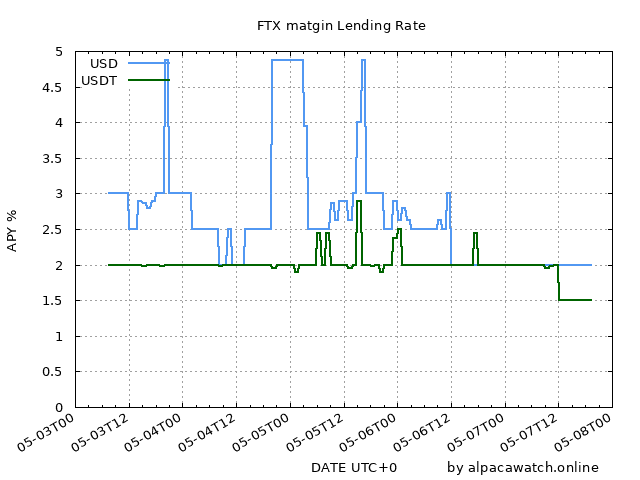 FTX matgin Lending Rate
USD
USDT
APY %
5
4.5
4
3.5
3
2.5
2
1.5
1
0.5
0
05-03T00
05-03T12
05-04T00
05-04T12
05-05T00
05-05T12
05-06T00
05-06T12
05-07T00
05-07T12
05-08T00
DATE UTC+0
by alpacawatch.online